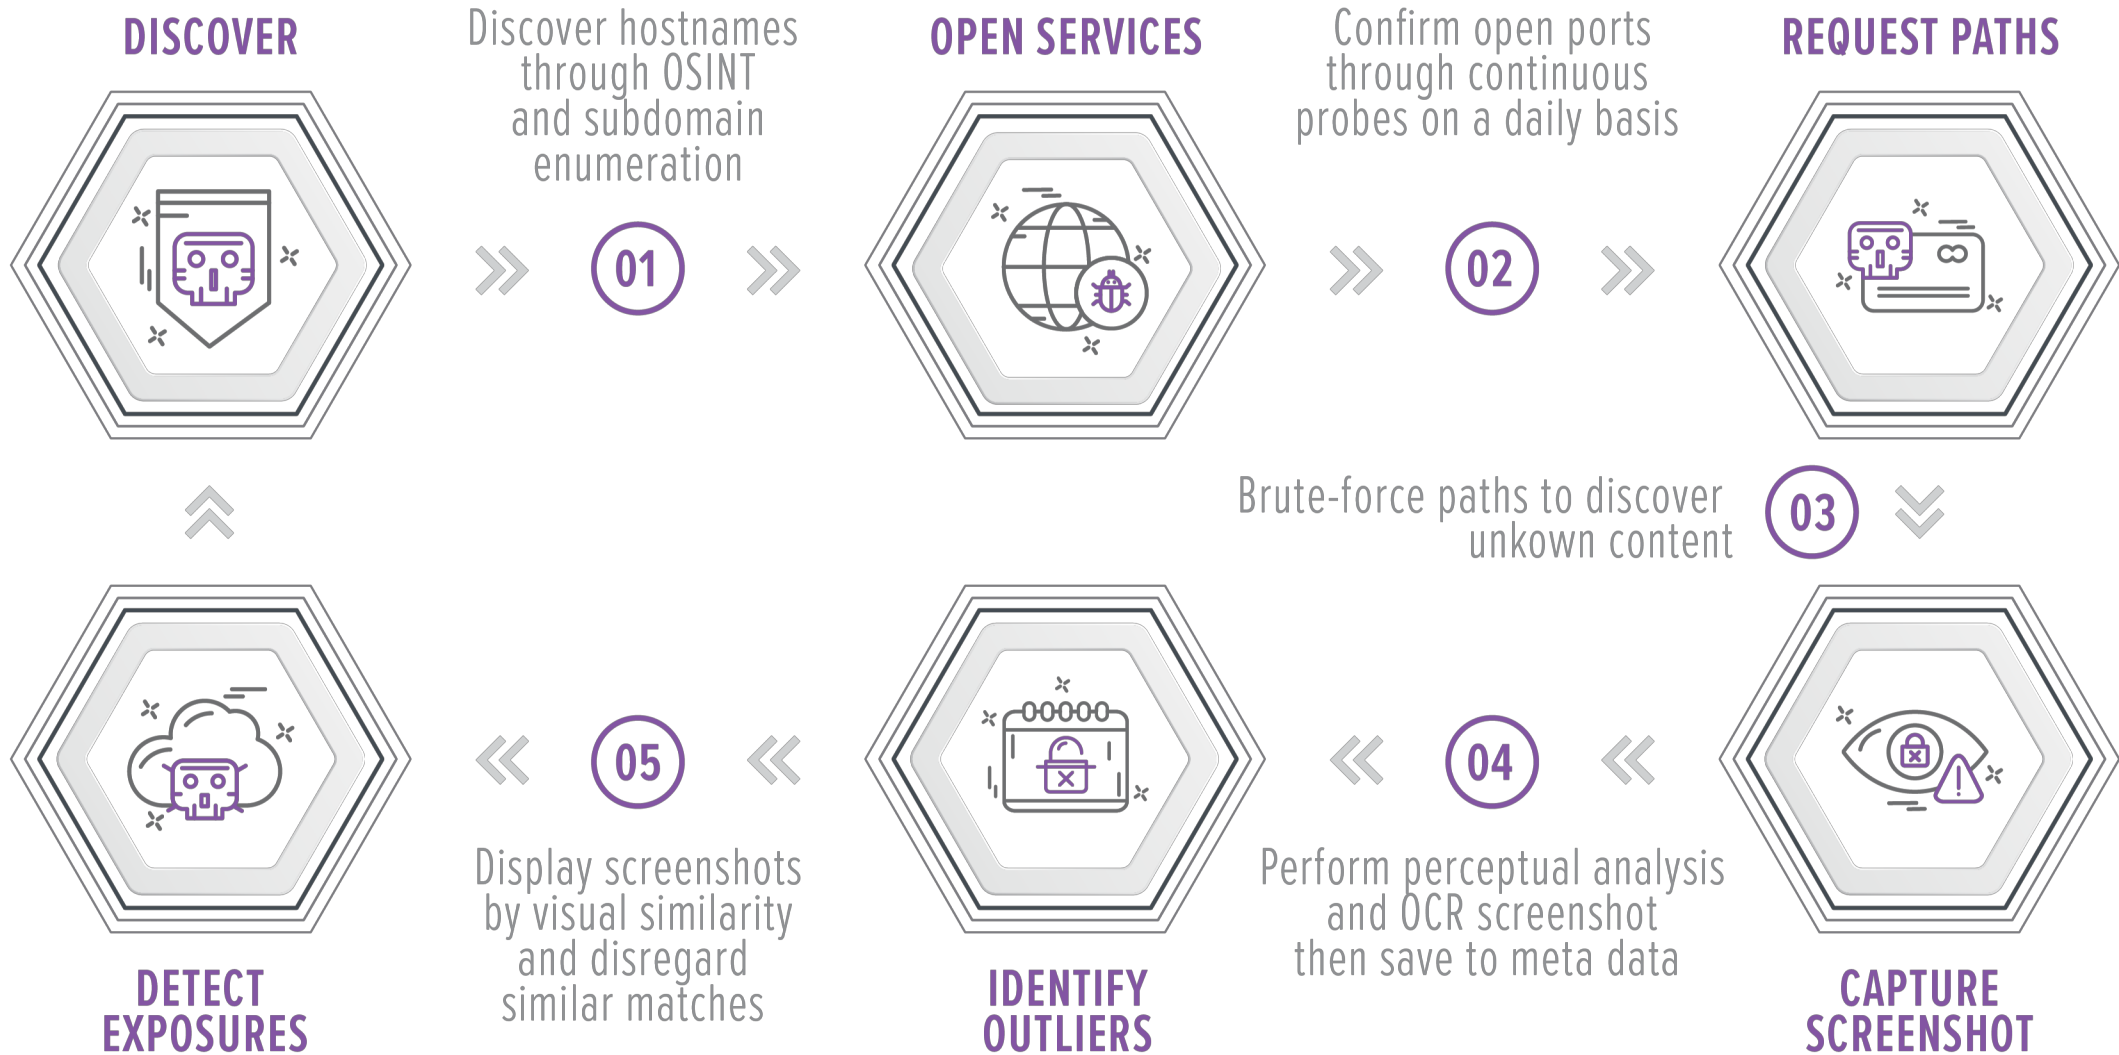 DISCOVER
Discover hostnames
through OSINT
and subdomain
enumeration
01
OPEN SERVICES
Confirm open ports
through continuous
probes on a daily basis
02
REQUEST PATHS
Brute-force paths to discover
unkown content
03
CAPTURE
SCREENSHOT
04
Perform perceptual analysis
and OCR screenshot
then save to meta data
IDENTIFY
OUTLIERS
05
Display screenshots
by visual similarity
and disregard
similar matches
DETECT
EXPOSURES